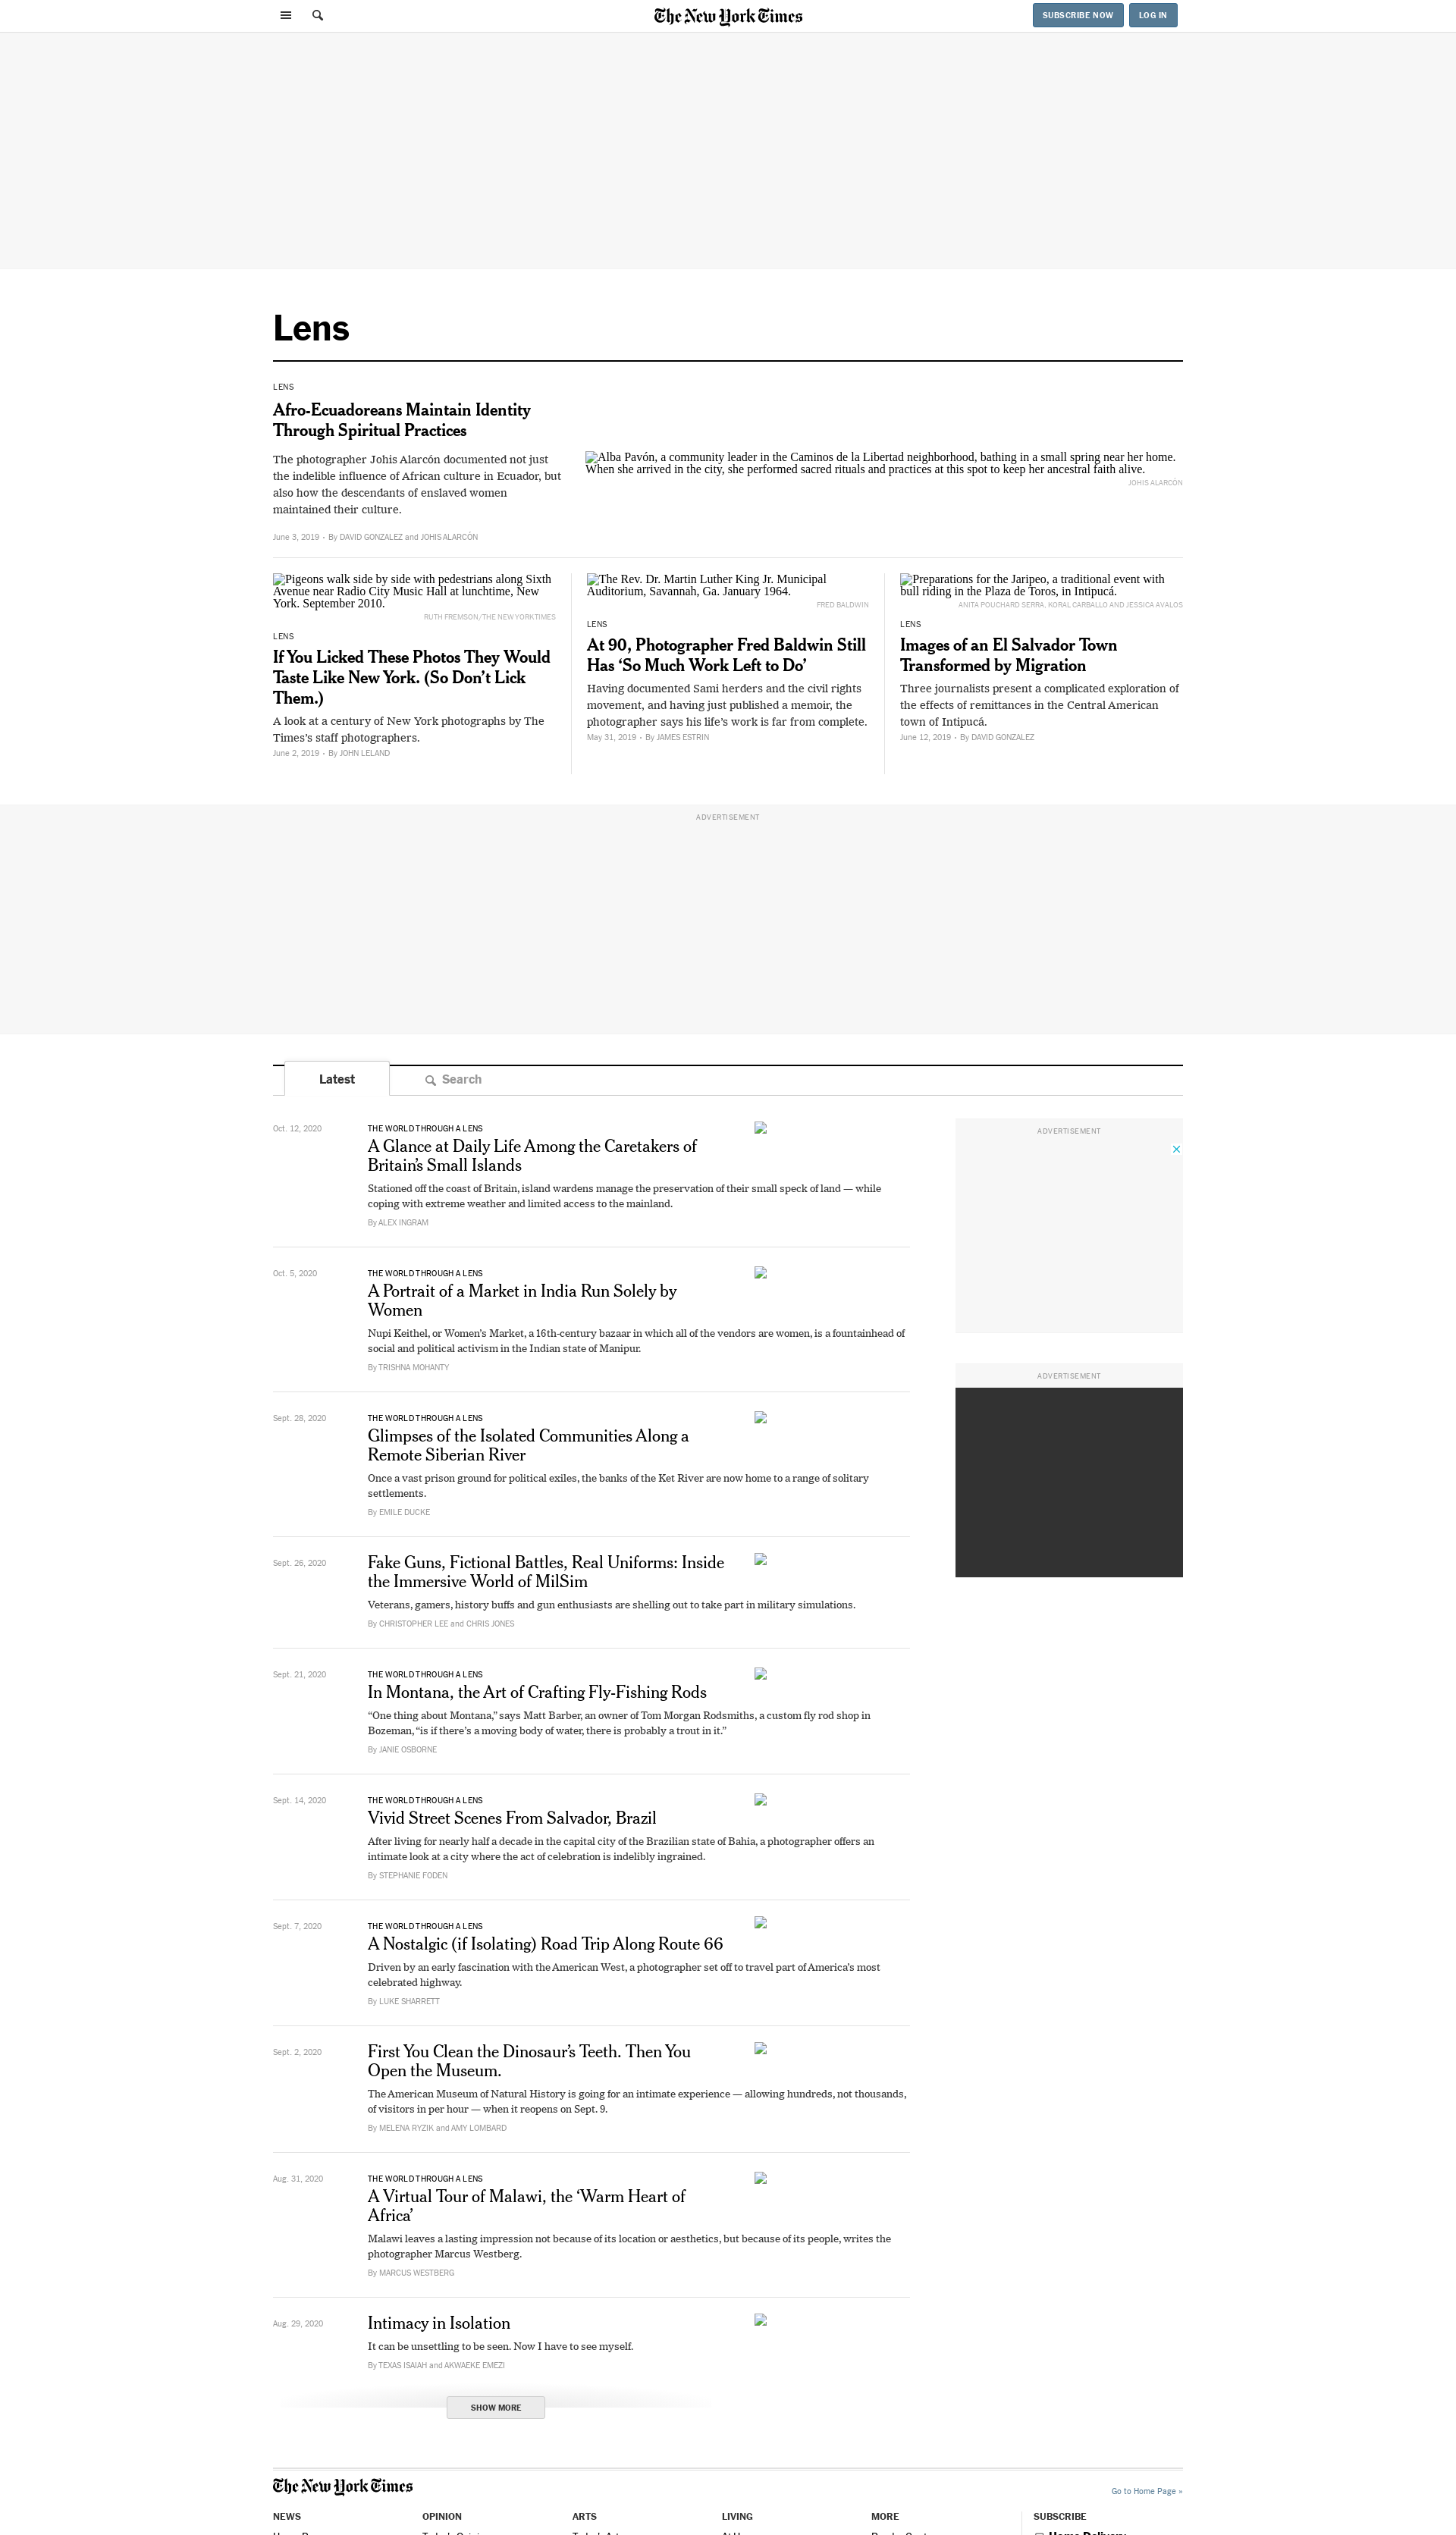 The New York Times
SUBSCRIBE NOW
LOG IN
Lens
LENS
Afro-Ecuadoreans Maintain Identity
Through Spiritual Practices
The photographer Johis Alarcón documented not just
the indelible influence of African culture in Ecuador, but
also how the descendants of enslaved women
maintained their culture.
June 3, 2019 • By DAVID GONZALEZ and JOHIS ALARCÓN
Alba Pavón, a community leader in the Caminos de la Libertad neighborhood, bathing in a small spring near her home.
When she arrived in the city, she performed sacred rituals and practices at this spot to keep her ancestral faith alive.
JOHIS ALARCÓN
Pigeons walk side by side with pedestrians along Sixth
Avenue near Radio City Music Hall at lunchtime, New
York. September 2010.
RUTH FREMSON/THE NEW YORK TIMES
LENS
If You Licked These Photos They Would
Taste Like New York. (So Don’t Lick
Them.)
A look at a century of New York photographs by The
Times’s staff photographers.
June 2, 2019 • By JOHN LELAND
The Rev. Dr. Martin Luther King Jr. Municipal
Auditorium, Savannah, Ga. January 1964.
FRED BALDWIN
LENS
At 90, Photographer Fred Baldwin Still
Has ‘So Much Work Left to Do’
Having documented Sami herders and the civil rights
movement, and having just published a memoir, the
photographer says his life’s work is far from complete.
May 31, 2019 • By JAMES ESTRIN
Preparations for the Jaripeo, a traditional event with
bull riding in the Plaza de Toros, in Intipucá.
ANITA POUCHARD SERRA, KORAL CARBALLO AND JESSICA AVALOS
LENS
Images of an El Salvador Town
Transformed by Migration
Three journalists present a complicated exploration of
the effects of remittances in the Central American
town of Intipucá.
June 12, 2019 • By DAVID GONZALEZ
ADVERTISEMENT
Latest
Search
Oct. 12, 2020
THE WORLD THROUGH A LENS
A Glance at Daily Life Among the Caretakers of
Britain’s Small Islands
Stationed off the coast of Britain, island wardens manage the preservation of their small speck of land — while
coping with extreme weather and limited access to the mainland.
By ALEX INGRAM
ADVERTISEMENT
Oct. 5, 2020
THE WORLD THROUGH A LENS
A Portrait of a Market in India Run Solely by
Women
Nupi Keithel, or Women’s Market, a 16th-century bazaar in which all of the vendors are women, is a fountainhead of
social and political activism in the Indian state of Manipur.
By TRISHNA MOHANTY
ADVERTISEMENT
Sept. 28, 2020
THE WORLD THROUGH A LENS
Glimpses of the Isolated Communities Along a
Remote Siberian River
Once a vast prison ground for political exiles, the banks of the Ket River are now home to a range of solitary
settlements.
By EMILE DUCKE
Sept. 26, 2020
Fake Guns, Fictional Battles, Real Uniforms: Inside
the Immersive World of MilSim
Veterans, gamers, history buffs and gun enthusiasts are shelling out to take part in military simulations.
By CHRISTOPHER LEE and CHRIS JONES
Sept. 21, 2020
THE WORLD THROUGH A LENS
In Montana, the Art of Crafting Fly-Fishing Rods
“One thing about Montana,” says Matt Barber, an owner of Tom Morgan Rodsmiths, a custom fly rod shop in
Bozeman, “is if there’s a moving body of water, there is probably a trout in it.”
By JANIE OSBORNE
Sept. 14, 2020
THE WORLD THROUGH A LENS
Vivid Street Scenes From Salvador, Brazil
After living for nearly half a decade in the capital city of the Brazilian state of Bahia, a photographer offers an
intimate look at a city where the act of celebration is indelibly ingrained.
By STEPHANIE FODEN
Sept. 7, 2020
THE WORLD THROUGH A LENS
A Nostalgic (if Isolating) Road Trip Along Route 66
Driven by an early fascination with the American West, a photographer set off to travel part of America’s most
celebrated highway.
By LUKE SHARRETT
Sept. 2, 2020
First You Clean the Dinosaur’s Teeth. Then You
Open the Museum.
The American Museum of Natural History is going for an intimate experience — allowing hundreds, not thousands,
of visitors in per hour — when it reopens on Sept. 9.
By MELENA RYZIK and AMY LOMBARD
Aug. 31, 2020
THE WORLD THROUGH A LENS
A Virtual Tour of Malawi, the ‘Warm Heart of
Africa’
Malawi leaves a lasting impression not because of its location or aesthetics, but because of its people, writes the
photographer Marcus Westberg.
By MARCUS WESTBERG
Aug. 29, 2020
Intimacy in Isolation
It can be unsettling to be seen. Now I have to see myself.
By TEXAS ISAIAH and AKWAEKE EMEZI
SHOW MORE
The New York Times
Go to Home Page »
NEWS
OPINION
ARTS
LIVING
MORE
SUBSCRIBE
Home Delivery